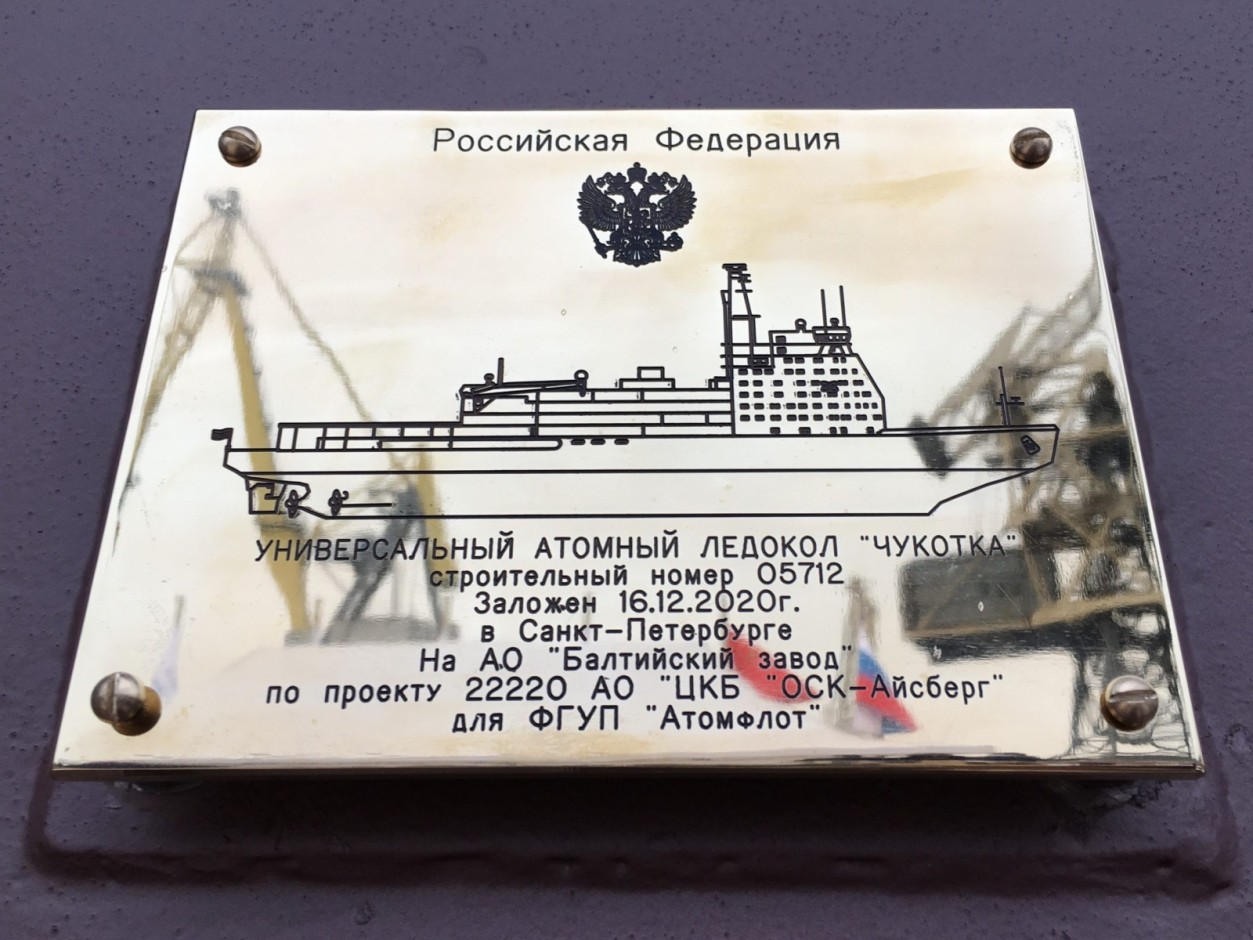 Российская Федерация
УНИВЕРСАЛЬНЫЙ АТОМНЫЙ ЛЕДОКОЛ "ЧУКОТКА"
строительный номер 05712
Заложен 16.12.2020г.
в Санкт-Петербурге
На АО "Балтийский завод"
по проекту 22220 АО "ЦКБ "ОСК-Айсберг"
для ФГУП "Атомфлот"